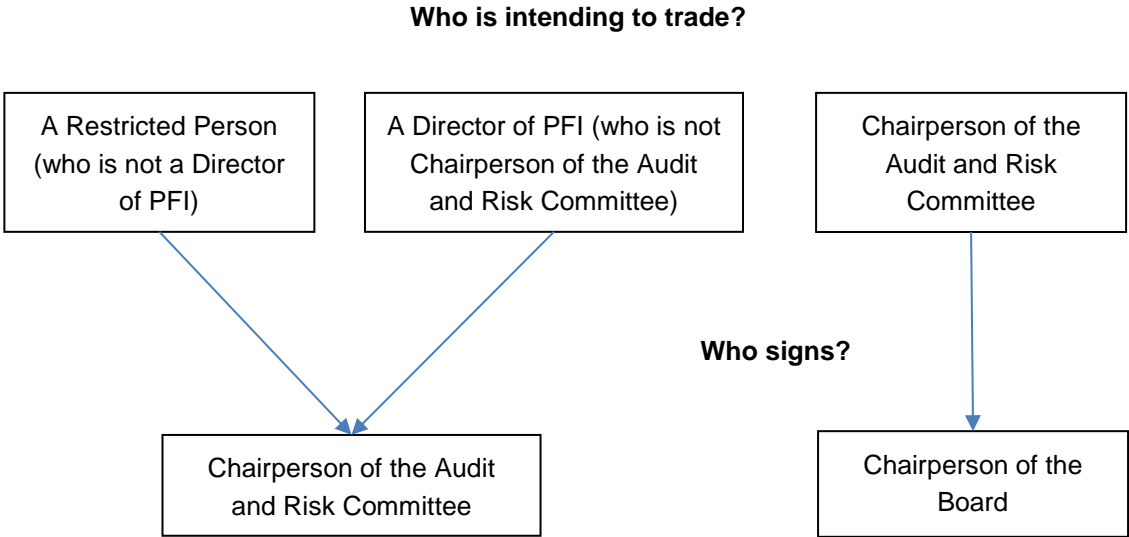 Who is intending to trade?
A Restricted Person
(who is not a Director
of PFI)
A Director of PFI (who is not
Chairperson of the Audit
and Risk Committee)
Chairperson of the
Audit and Risk
Committee
Who signs?
Chairperson of the Audit
and Risk Committee
Chairperson of the
Board